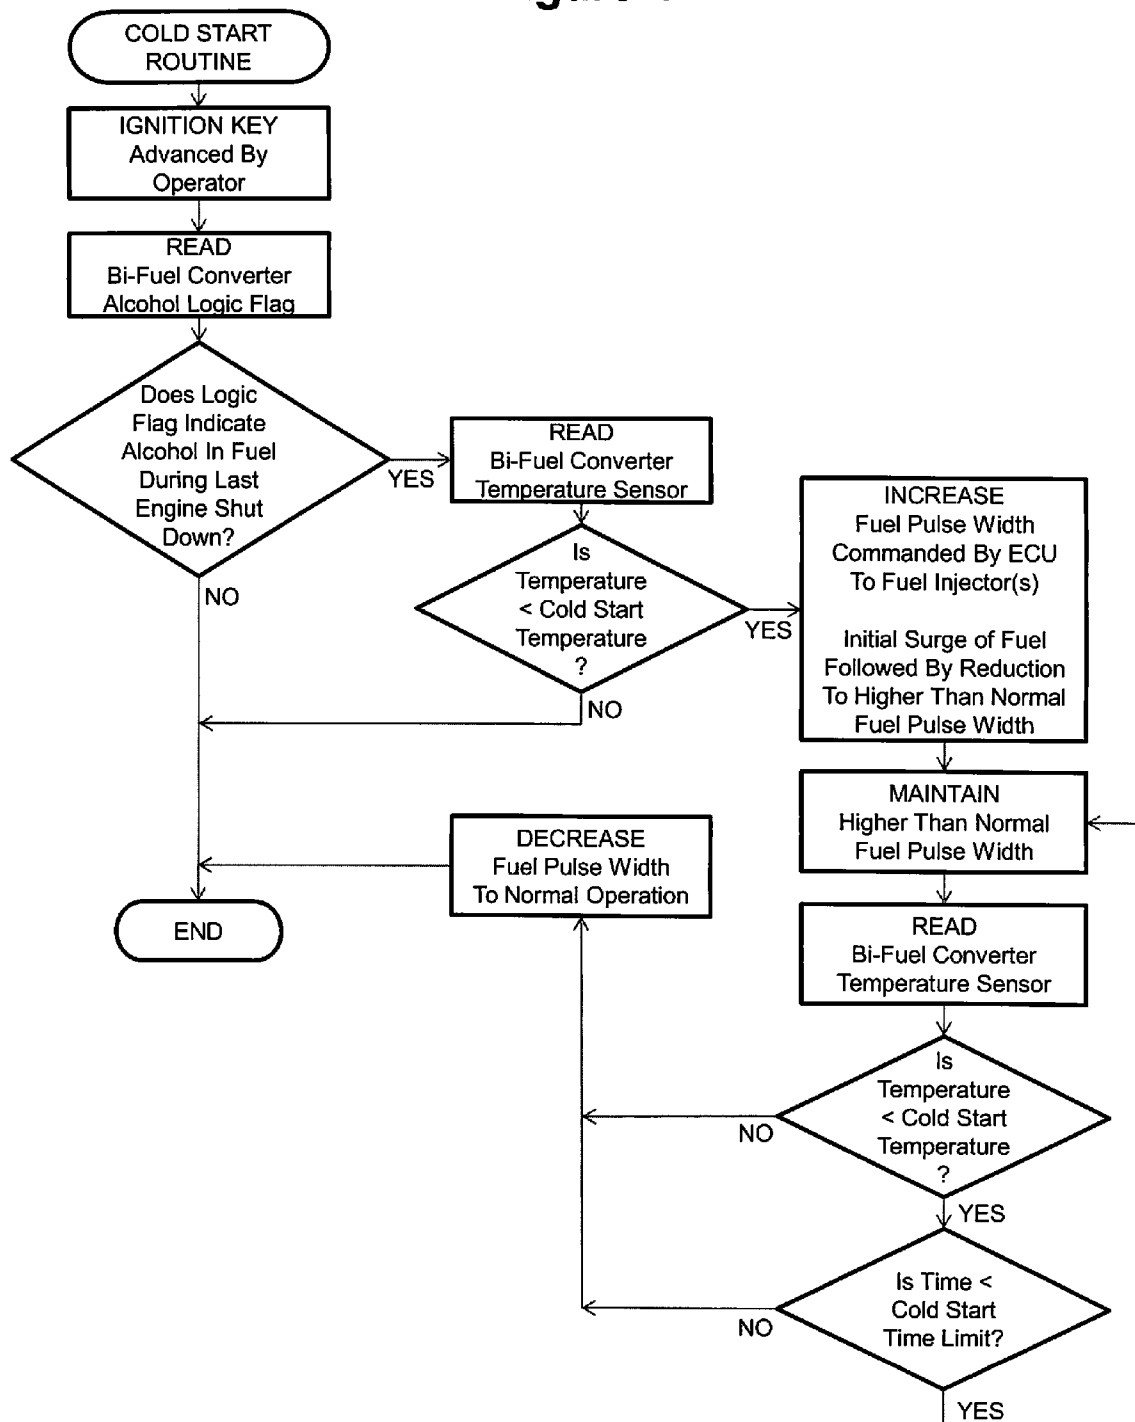 COLD START
ROUTINE
IGNITION KEY
Advanced By
Operator
READ
Bi-Fuel Converter
Alcohol Logic Flag
Does Logic
Flag Indicate
Alcohol In Fuel
During Last
Engine Shut
Down?
YES
NO
READ
Bi-Fuel Converter
Temperature Sensor
Is
Temperature
< Cold Start
Temperature
?
YES
NO
INCREASE
Fuel Pulse Width
Commanded By ECU
To Fuel Injector(s)
Initial Surge of Fuel
Followed By Reduction
To Higher Than Normal
Fuel Pulse Width
MAINTAIN
Higher Than Normal
Fuel Pulse Width
READ
Bi-Fuel Converter
Temperature Sensor
Is
Temperature
< Cold Start
Temperature
?
NO
YES
Is Time <
Cold Start
Time Limit?
NO
YES
DECREASE
Fuel Pulse Width
To Normal Operation
END